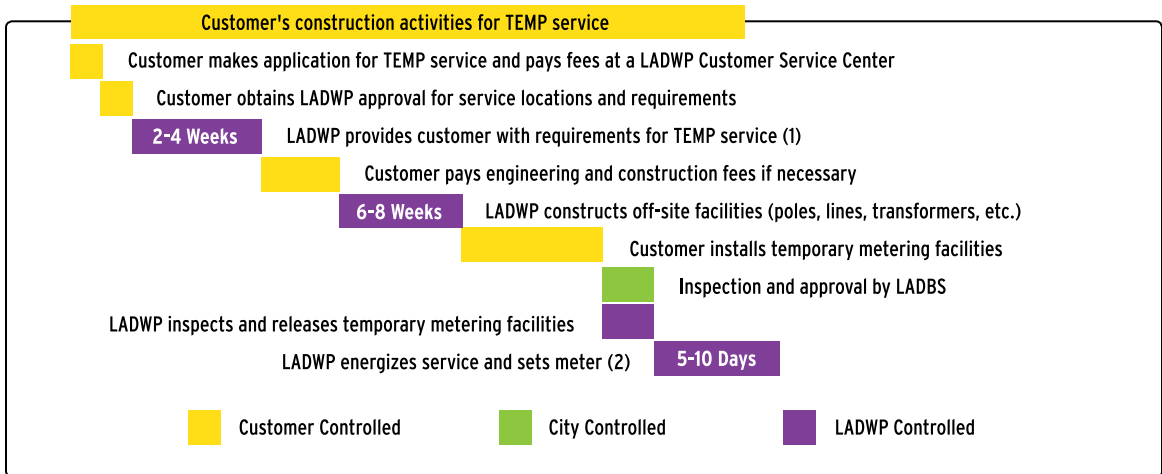 Customer's construction activities for TEMP service
Customer makes application for TEMP service and pays fees at a LADWP Customer Service Center
Customer obtains LADWP approval for service locations and requirements
2-4 Weeks LADWP provides customer with requirements for TEMP service (1)
Customer pays engineering and construction fees if necessary
6-8 Weeks LADWP constructs off-site facilities (poles, lines, transformers, etc.)
Customer installs temporary metering facilities
Inspection and approval by LADBS
LADWP inspects and releases temporary metering facilities
LADWP energizes service and sets meter (2) 5-10 Days
Customer Controlled City Controlled LADWP Controlled